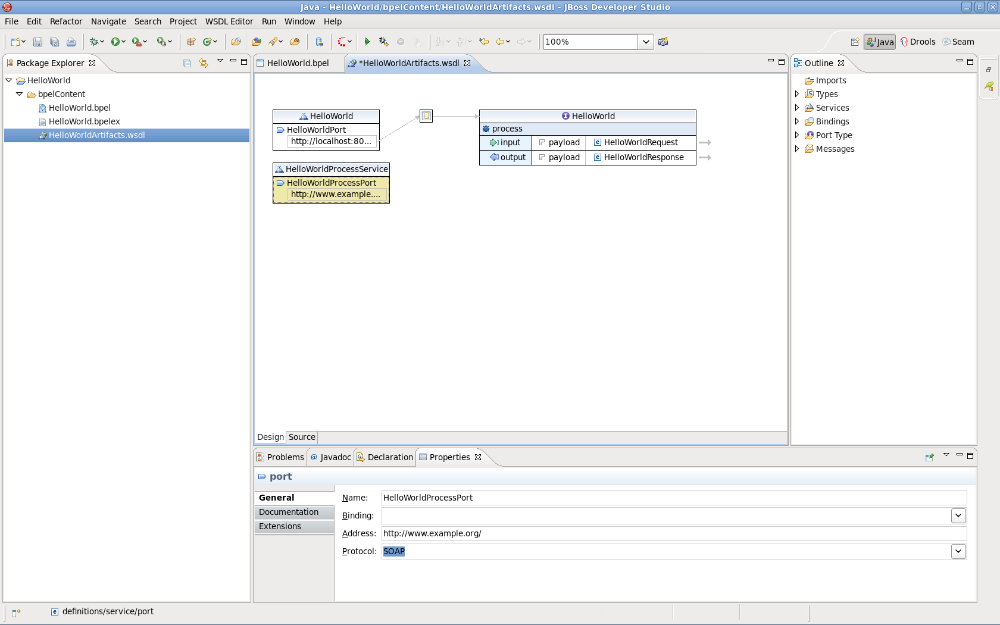 Java - HelloWorld/bpelContent/HelloWorldArtifacts.wsdl - JBoss Developer Studio
File Edit Refactor Navigate Search Project WSDL Editor Run Window Help
100%
Java Drools Seam
Package Explorer
HelloWorld
bpelContent
HelloWorld.bpel
HelloWorld.bpelex
HelloWorldArtifacts.wsdl
HelloWorld.bpel *HelloWorldArtifacts.wsdl
HelloWorld
HelloWorldPort
http://localhost:80...
HelloWorldProcessService
HelloWorldProcessPort
http://www.example....
HelloWorld
process
input payload HelloWorldRequest
output payload HelloWorldResponse
Design Source
Outline
Imports
Types
Services
Bindings
Port Type
Messages
Problems @ Javadoc Declaration Properties
port
General
Documentation
Extensions
Name: HelloWorldProcessPort
Binding:
Address: http://www.example.org/
Protocol: SOAP
definitions/service/port